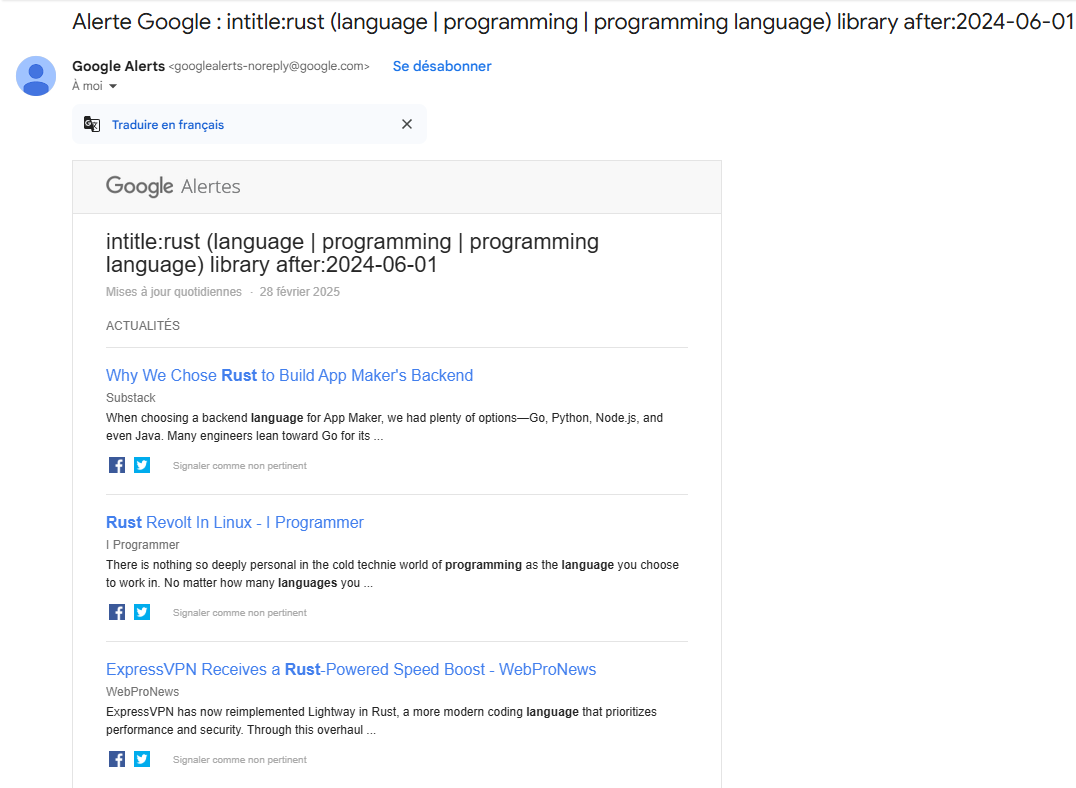 Alerte Google : intitle:rust (language | programming | programming language) library after:2024-06-01
Google Alerts <googlealerts-noreply@google.com> Se désabonner
À moi
Traduire en français
Google Alertes
intitle:rust (language | programming | programming
language) library after:2024-06-01
Mises à jour quotidiennes · 28 février 2025
ACTUALITÉS
Why We Chose Rust to Build App Maker's Backend
Substack
When choosing a backend language for App Maker, we had plenty of options—Go, Python, Node.js, and
even Java. Many engineers lean toward Go for its ...
Signaler comme non pertinent
Rust Revolt In Linux - I Programmer
I Programmer
There is nothing so deeply personal in the cold technie world of programming as the language you choose
to work in. No matter how many languages you ...
Signaler comme non pertinent
ExpressVPN Receives a Rust-Powered Speed Boost - WebProNews
WebProNews
ExpressVPN has now reimplemented Lightway in Rust, a more modern coding language that prioritizes
performance and security. Through this overhaul ...
Signaler comme non pertinent